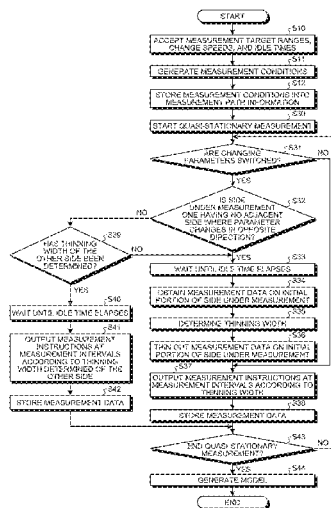 START
S10
ACCEPT MEASUREMENT TARGET RANGES,
CHANGE SPEEDS, AND IDLE TIMES
S11
GENERATE MEASUREMENT CONDITIONS
S12
STORE MEASUREMENT CONDITIONS INTO
MEASUREMENT PATH INFORMATION
S30
START QUASI-STATIONARY MEASUREMENT
S31
ARE CHANGING
PARAMETERS SWITCHED?
NO
YES
S32
IS SIDE
UNDER MEASUREMENT
ONE HAVING NO ADJACENT
SIDE WHERE PARAMETER
CHANGES IN OPPOSITE
DIRECTION?
NO
YES
S39
HAS THINNING
WIDTH OF THE
OTHER SIDE BEEN
DETERMINED?
NO
YES
S33
WAIT UNTIL IDLE TIME ELAPSES
S34
OBTAIN MEASUREMENT DATA ON INITIAL
PORTION OF SIDE UNDER MEASUREMENT
S35
DETERMINE THINNING WIDTH
S36
THIN OUT MEASUREMENT DATA ON INITIAL
PORTION OF SIDE UNDER MEASUREMENT
S37
OUTPUT MEASUREMENT INSTRUCTIONS AT
MEASUREMENT INTERVALS ACCORDING TO
THINNING WIDTH
S38
STORE MEASUREMENT DATA
S40
WAIT UNTIL IDLE TIME ELAPSES
S41
OUTPUT MEASUREMENT
INSTRUCTIONS AT
MEASUREMENT INTERVALS
ACCORDING TO THINNING
WIDTH DETERMINED OF THE
OTHER SIDE
S42
STORE MEASUREMENT DATA
S43
END QUASI-STATIONARY
MEASUREMENT?
NO
YES
S44
GENERATE MODEL
END